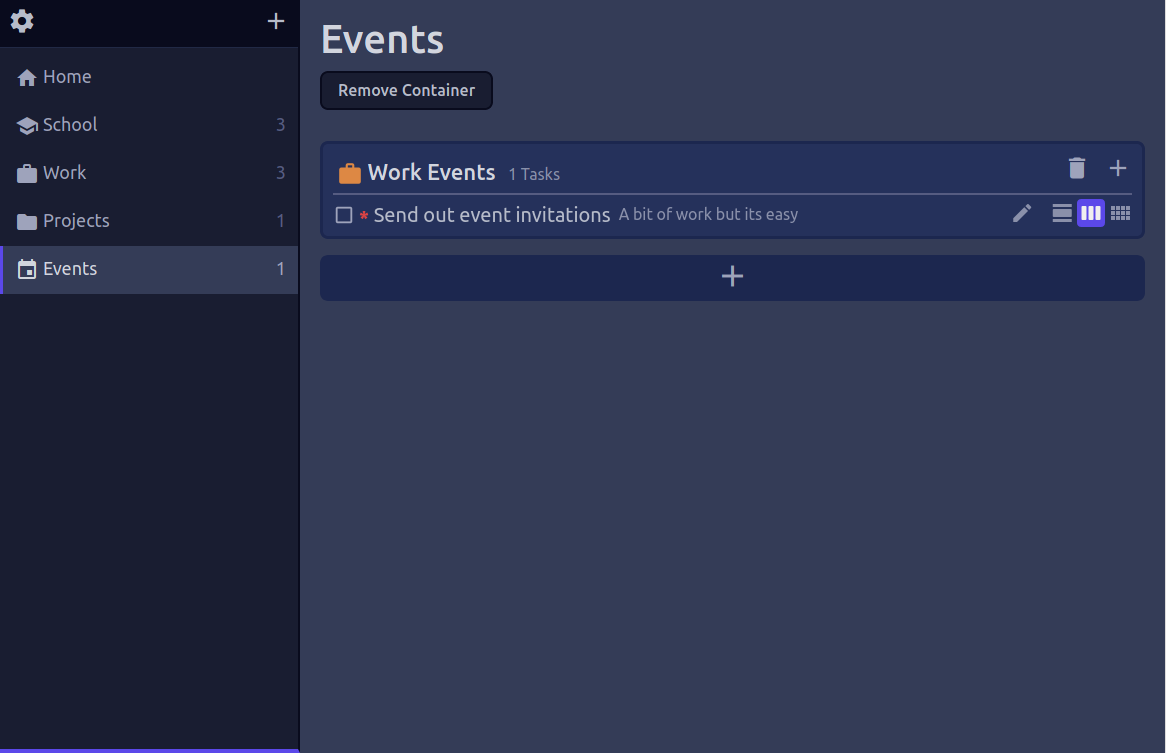 Home
School 3
Work 3
Projects 1
Events 1
Events
Remove Container
Work Events 1 Tasks
* Send out event invitations A bit of work but its easy